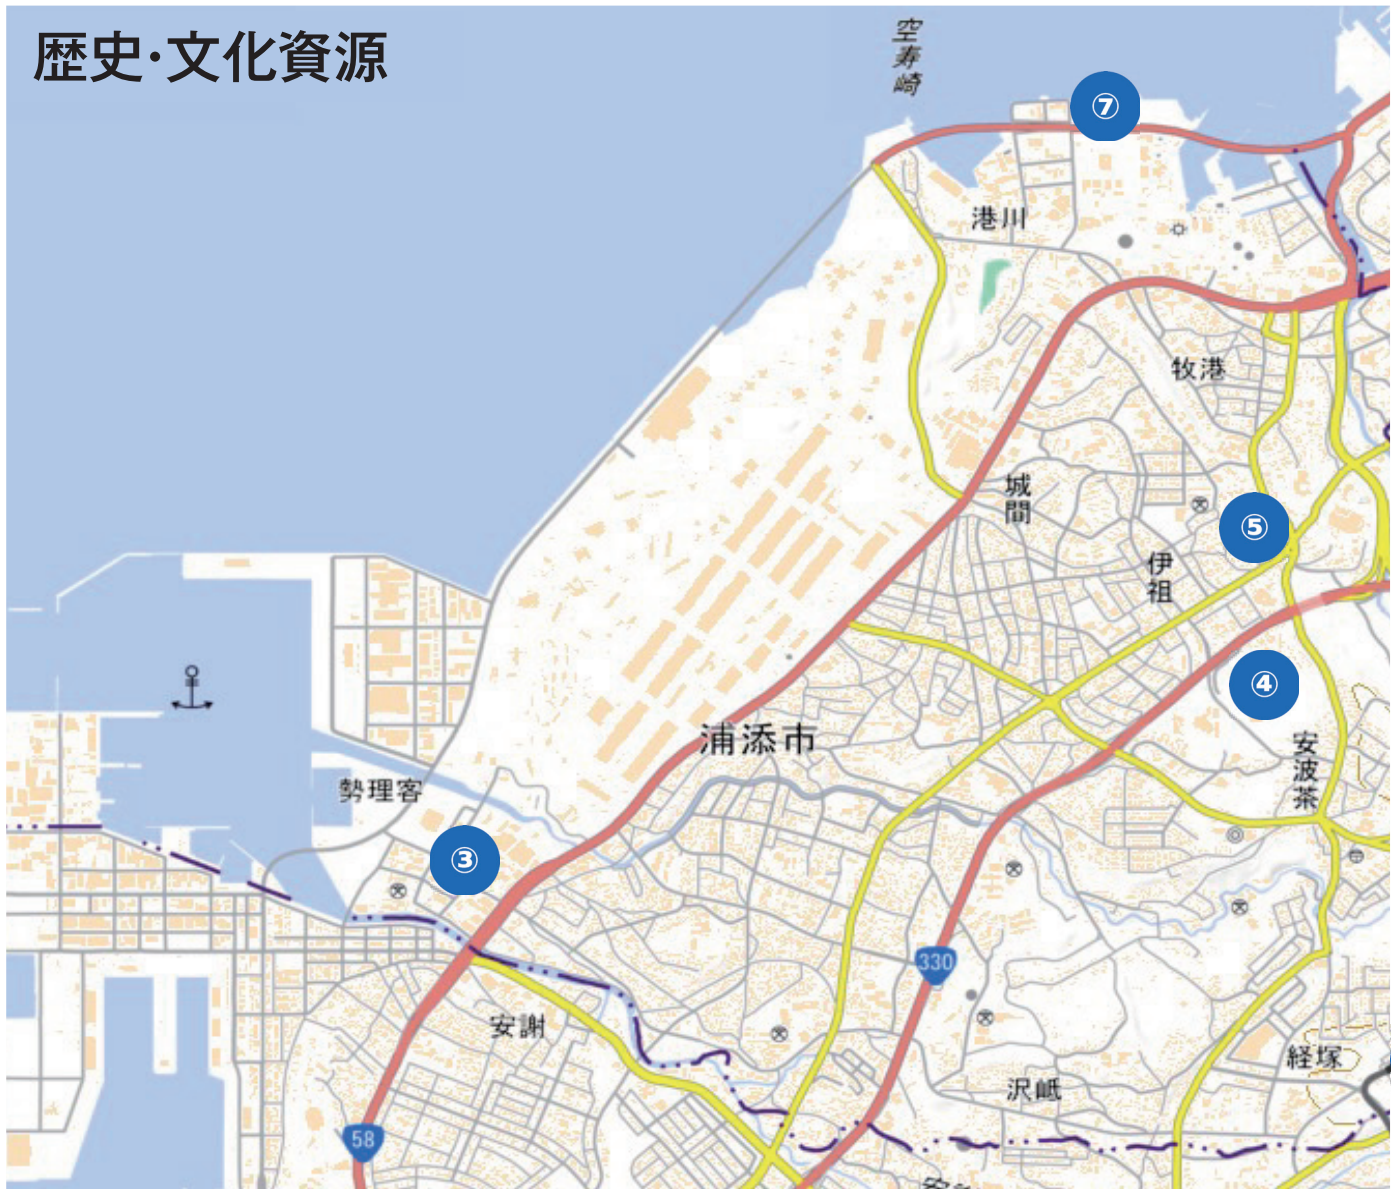 歴史・文化資源
空寿崎
⑦
港川
牧港
城間
⑤
伊祖
④
浦添市
安波茶
勢理客
③
330
安謝
経塚
沢岻
58